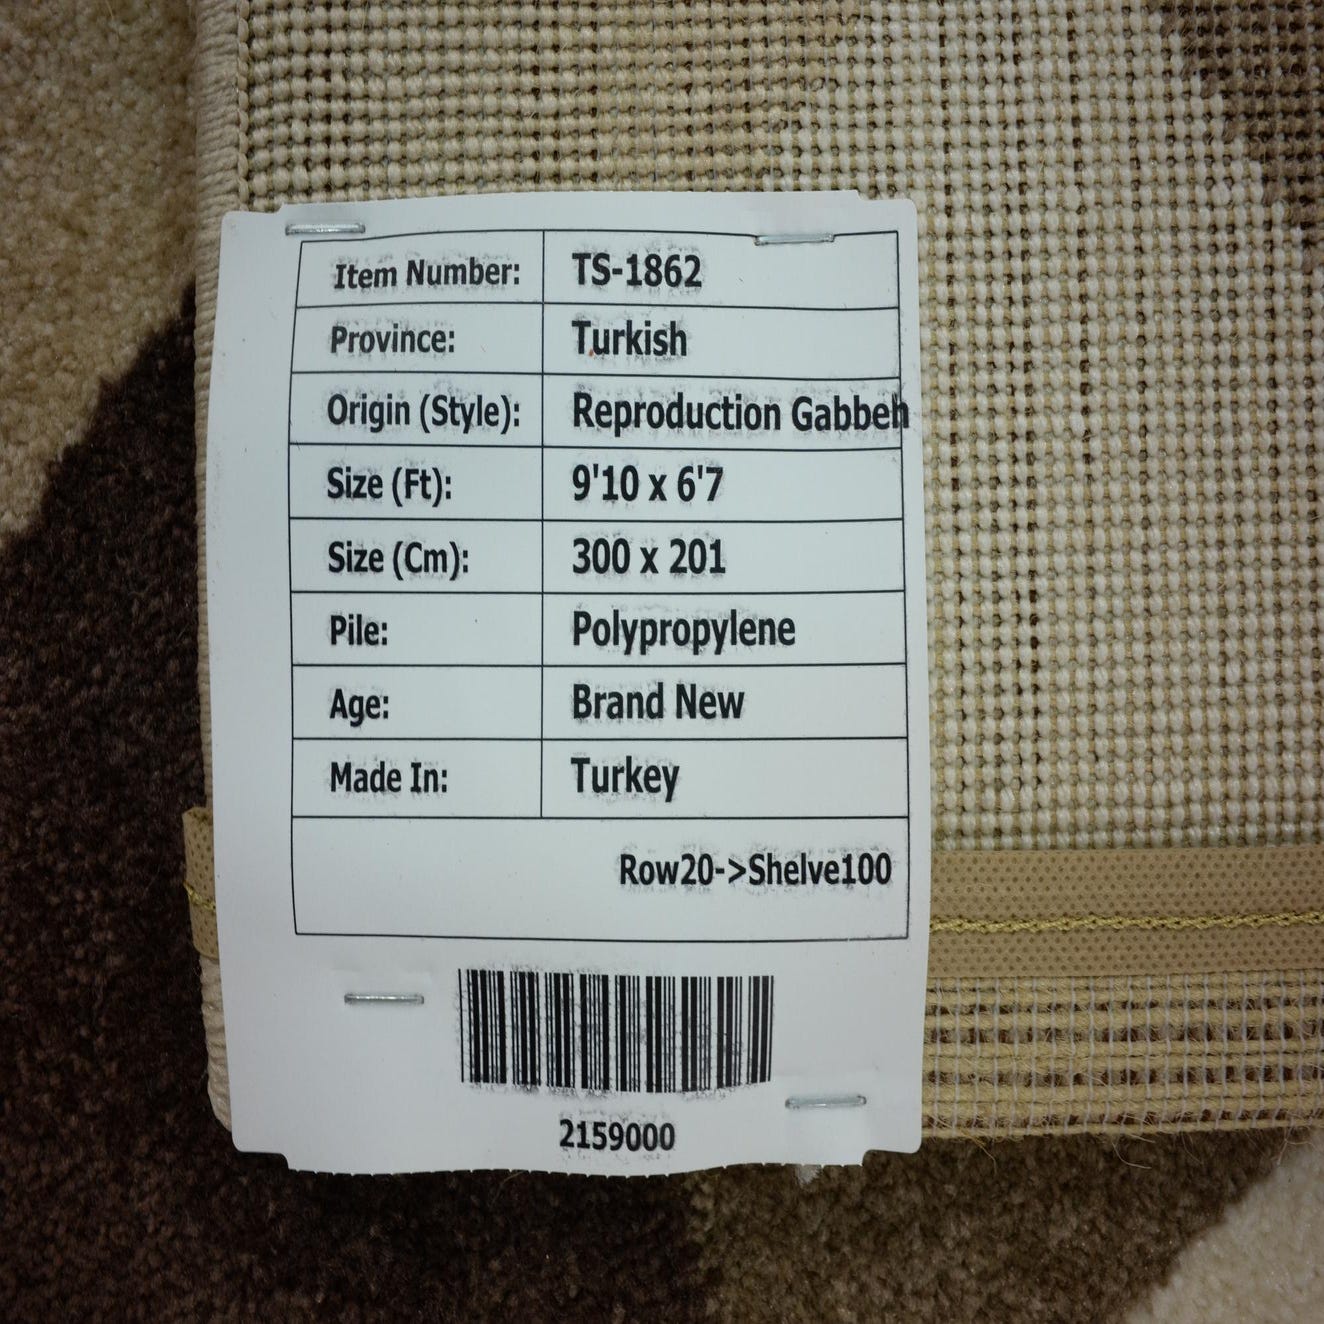 Item Number: TS-1862
Province: Turkish
Origin (Style): Reproduction Gabbeh
Size (Ft): 9'10 x 6'7
Size (Cm): 300 x 201
Pile: Polypropylene
Age: Brand New
Made In: Turkey
Row20->Shelve100
2159000